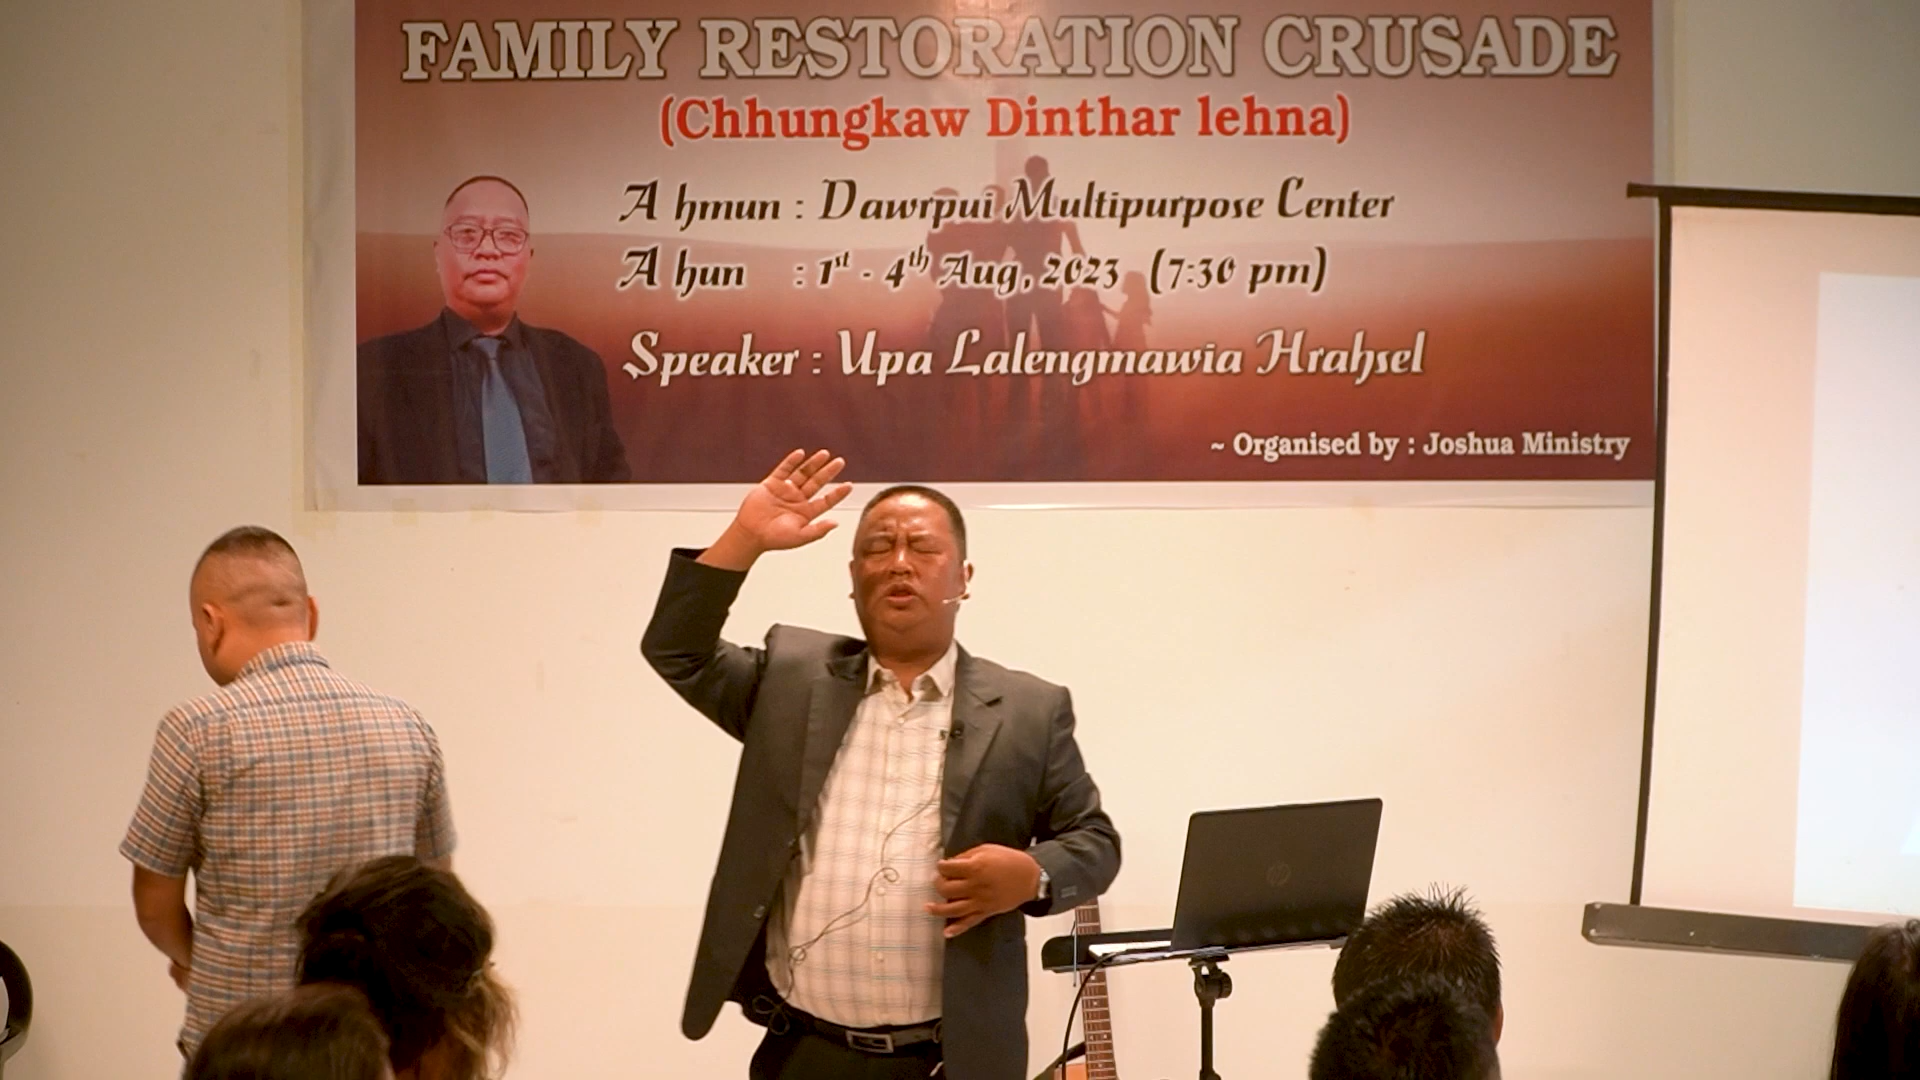 FAMILY RESTORATION CRUSADE
(Chhungkaw Dinthar lehna)
A hmun : Dawrpui Multipurpose Center
A hun : 1st - 4th Aug, 2023 (7:30 pm)
Speaker : Upa Lalengmawia Hrahsel
~ Organised by : Joshua Ministry